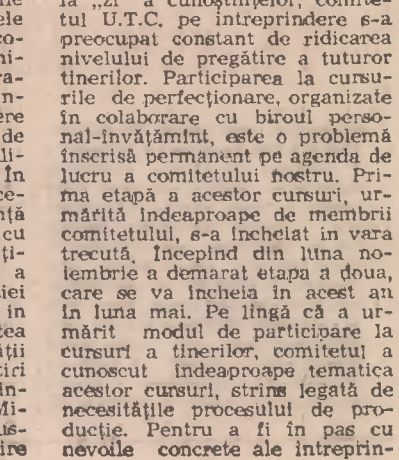 la „zi” a cunoștințelor, comite-
tul U.T.C. pe întreprindere s-a
preocupat constant de ridicarea
nivelului de pregătire a tuturor
tinerilor. Participarea la cursu-
rile de perfecționare, organizate
în colaborare cu biroul perso-
nal-învățămînt, este o problemă
înscrisă permanent pe agenda de
lucru a comitetului nostru. Pri-
ma etapă a acestor cursuri, ur-
mărită îndeaproape de membrii
comitetului, s-a încheiat în vara
trecută. Începind din luna no-
iembrie a demarat etapa a doua,
care se va încheia în acest an
în luna mai. Pe lîngă că a ur-
mărit modul de participare la
cursuri a tinerilor, comitetul a
cunoscut îndeaproape tematica
acestor cursuri, strîns legată de
necesitățile procesului de pro-
ducție. Pentru a fi în pas cu
nevoile concrete ale întreprin-